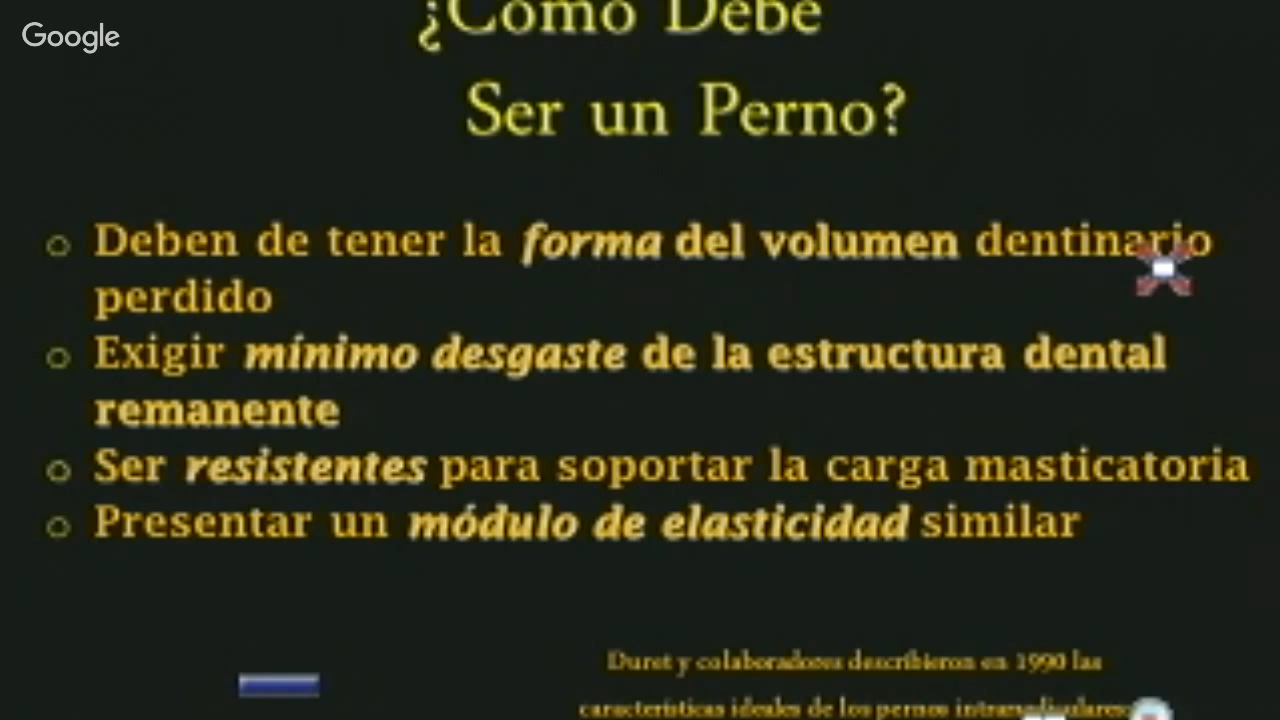 Google
¿Cómo Debe
Ser un Perno?
Deben de tener la forma del volumen dentinario
perdido
Exigir mínimo desgaste de la estructura dental
remanente
Ser resistentes para soportar la carga masticatoria
Presentar un módulo de elasticidad similar
Duret y colaboradores describieron en 1990 las
características ideales de los pernos intraradiculares